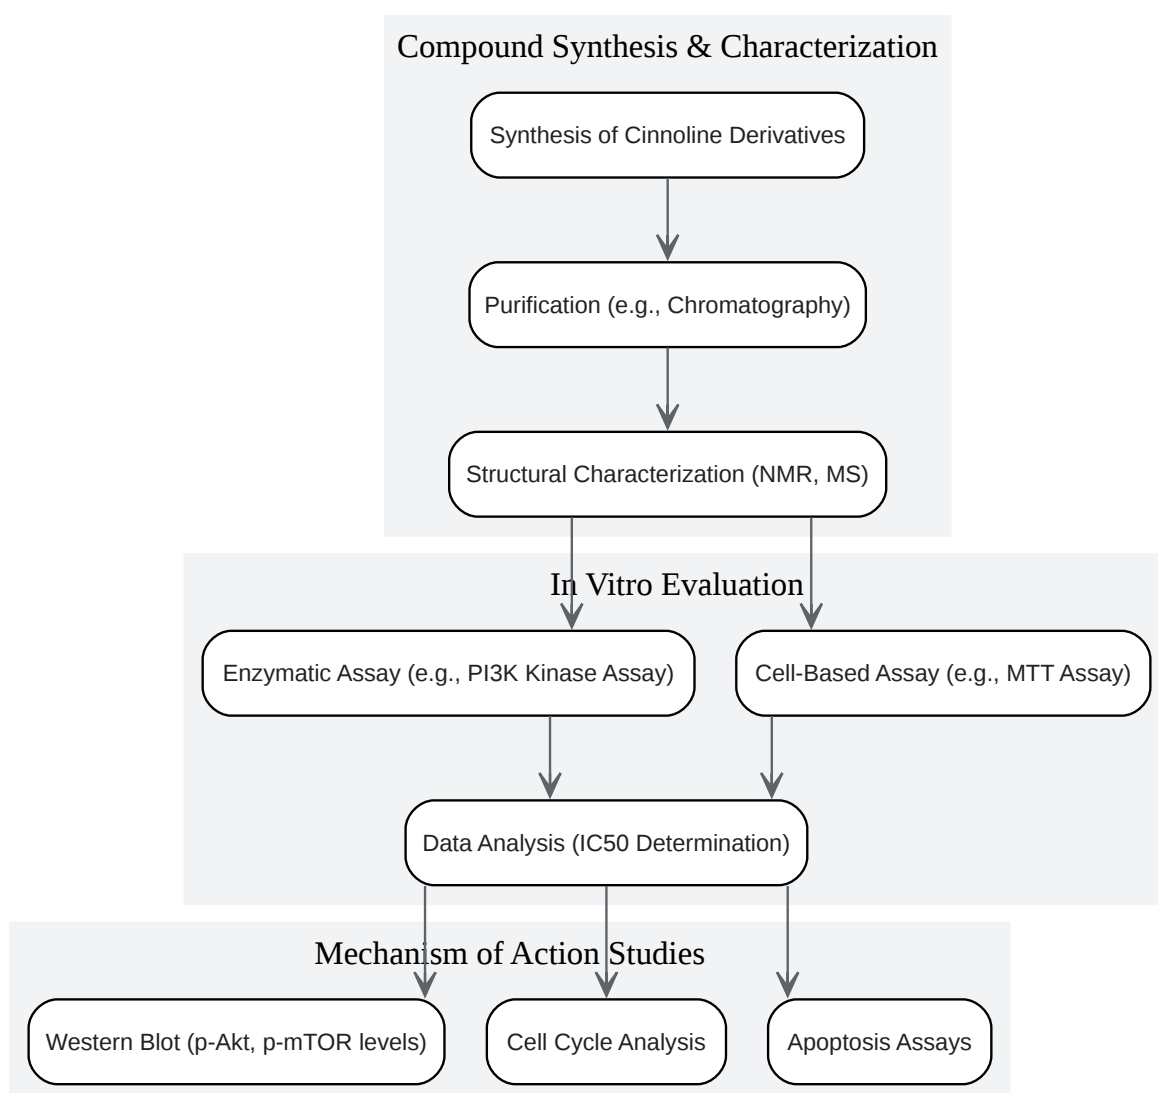 Compound Synthesis & Characterization
Synthesis of Cinnoline Derivatives
Purification (e.g., Chromatography)
Structural Characterization (NMR, MS)
In Vitro Evaluation
Enzymatic Assay (e.g., PI3K Kinase Assay)
Cell-Based Assay (e.g., MTT Assay)
Data Analysis (IC50 Determination)
Mechanism of Action Studies
Western Blot (p-Akt, p-mTOR levels)
Cell Cycle Analysis
Apoptosis Assays